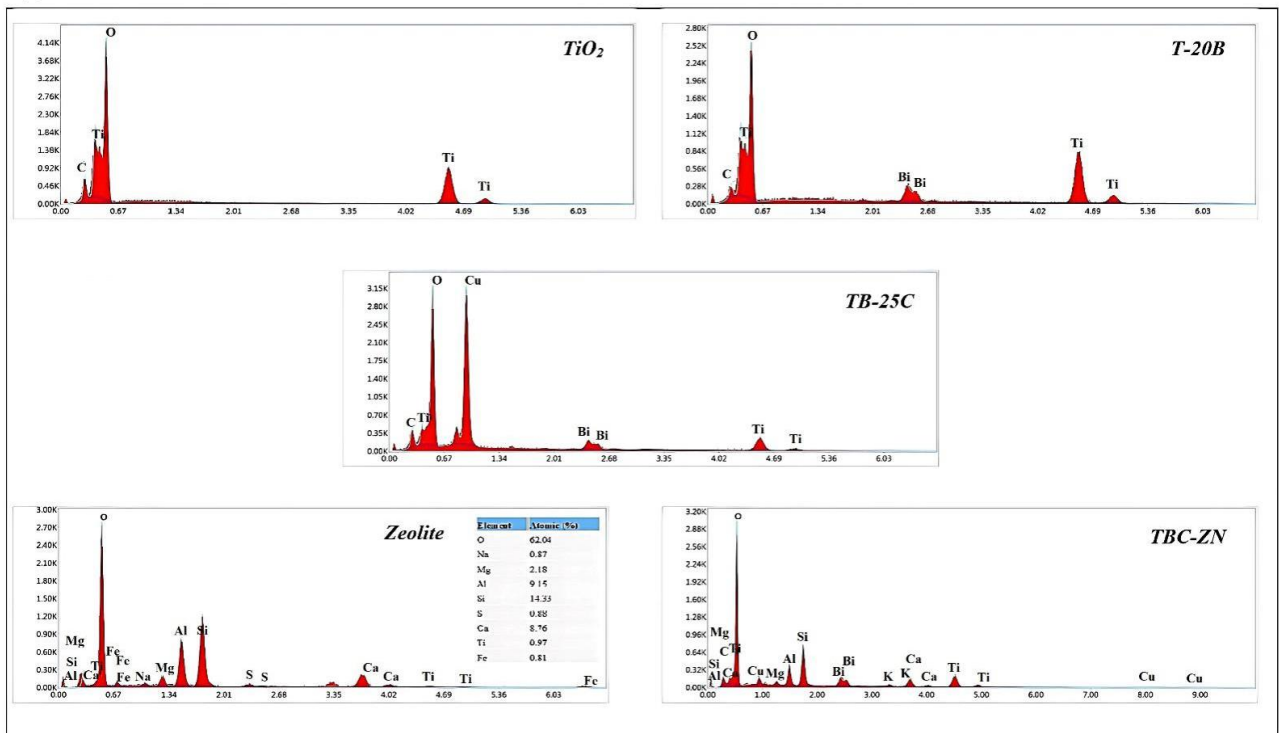 TiO2
4.14K
3.68K
3.22K
2.76K
2.30K
1.84K
1.38K
0.92K
0.46K
0.00K
O
Ti
C
Ti
Ti
0.00 0.67 1.34 2.01 2.68 3.35 4.02 4.69 5.36 6.03
T-20B
2.80K
2.52K
2.24K
1.96K
1.68K
1.40K
1.12K
0.84K
0.56K
0.28K
0.00K
O
Ti
C
Bi Bi
Ti
Ti
0.00 0.67 1.34 2.01 2.68 3.35 4.02 4.69 5.36 6.03
TB-25C
3.15K
2.80K
2.45K
2.10K
1.75K
1.40K
1.05K
0.70K
0.35K
0.00K
O Cu
C Ti
Bi Bi
Ti
Ti
0.00 0.67 1.34 2.01 2.68 3.35 4.02 4.69 5.36 6.03
Zeolite
3.00K
2.70K
2.40K
2.10K
1.80K
1.50K
1.20K
0.90K
0.60K
0.30K
0.00K
O
Mg
Si
Al
Ca
Fe
Fe
Fe
Na
Mg
Al
Si
S S
Ca
Ca
Ti
Ti
Fe
0.00 0.67 1.34 2.01 2.68 3.35 4.02 4.69 5.36 6.03
Element Atomic (%)
O 62.04
Na 0.87
Mg 2.18
Al 9.15
Si 14.33
S 0.88
Ca 8.76
Ti 0.97
Fe 0.81
TBC-ZN
3.20K
2.88K
2.56K
2.24K
1.92K
1.60K
1.28K
0.96K
0.64K
0.32K
0.00K
O
Mg
C
Ti
Si
Al
Cu
Mg
Al
Si
Bi
Bi
K
K
Ca
Ca
Ti
Ti
Cu
Cu
0.00 1.00 2.00 3.00 4.00 5.00 6.00 7.00 8.00 9.00